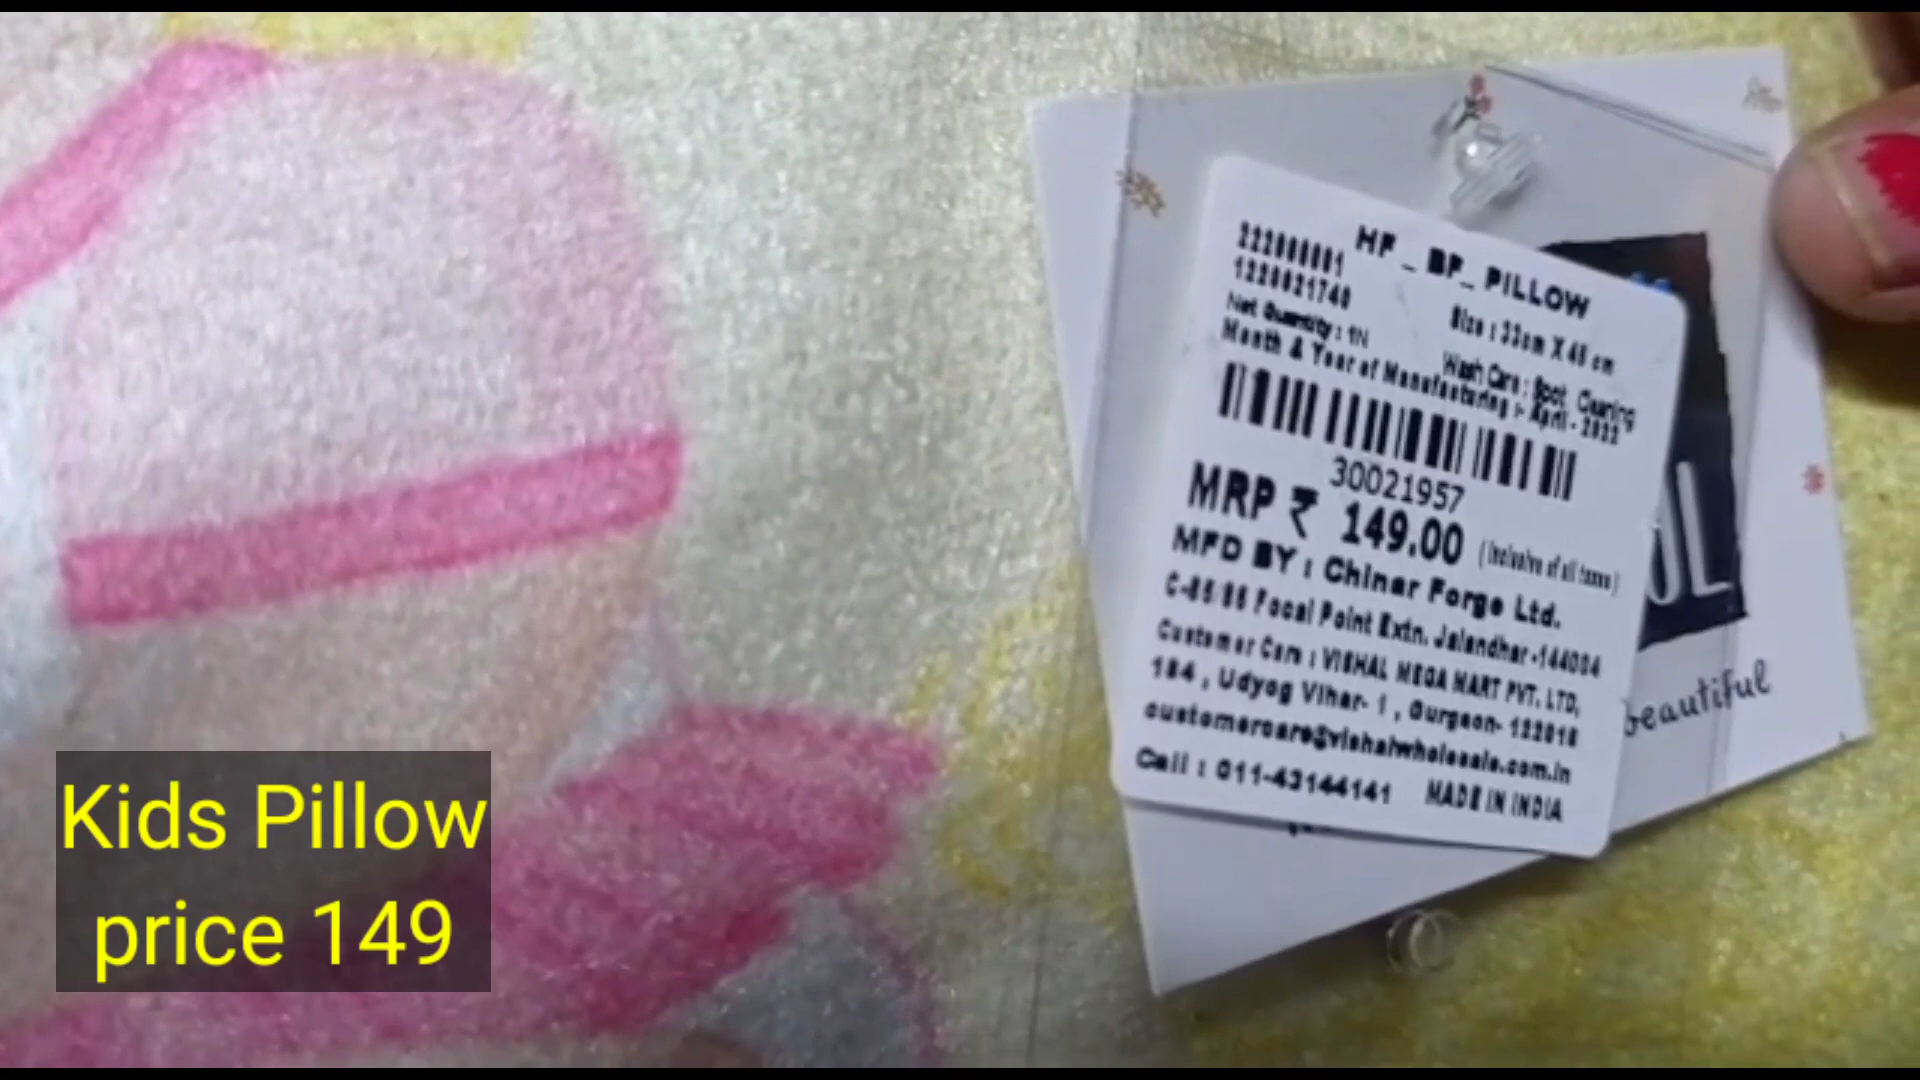 HF _ BP_ PILLOW
222000001
1220021740
Size : 33cm X 48 cm
Net Quantity : 1N
Wash Care : Spot Cleaning
Month & Year of Manufacturing :- April - 2022
30021957
MRP ₹ 149.00 (Inclusive of all taxes)
MFD BY : Chinar Forge Ltd.
Focal Point Extn. Jalandhar -144004
Customer Care : VISHAL MEGA MART PVT. LTD,
184 , Udyog Vihar- 1 , Gurgaon- 122016
customercare@vishalwholesale.com.in
Call : 011-43144141 MADE IN INDIA
beautiful
Kids Pillow
price 149